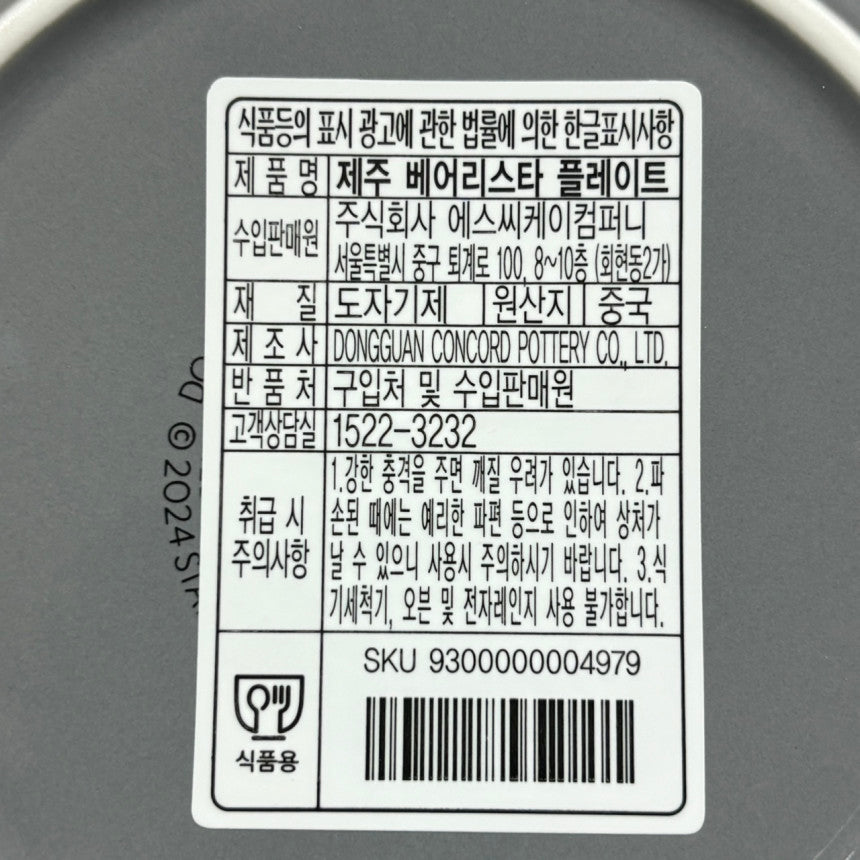 식품등의 표시 광고에 관한 법률에 의한 한글표시사항
제 품 명 제주 베어리스타 플레이트
수입판매원 주식회사 에스씨케이컴퍼니
서울특별시 중구 퇴계로 100, 8~10층 (회현동2가)
재 질 도자기제 원산지 중국
제 조 사 DONGGUAN CONCORD POTTERY CO., LTD.
반 품 처 구입처 및 수입판매원
고객상담실 1522-3232
취급 시 주의사항
1.강한 충격을 주면 깨질 우려가 있습니다. 2.파
손된 때에는 예리한 파편 등으로 인하여 상처가
날 수 있으니 사용시 주의하시기 바랍니다. 3.식
기세척기, 오븐 및 전자레인지 사용 불가합니다.
SKU 9300000004979
식품용
© 2024 STA